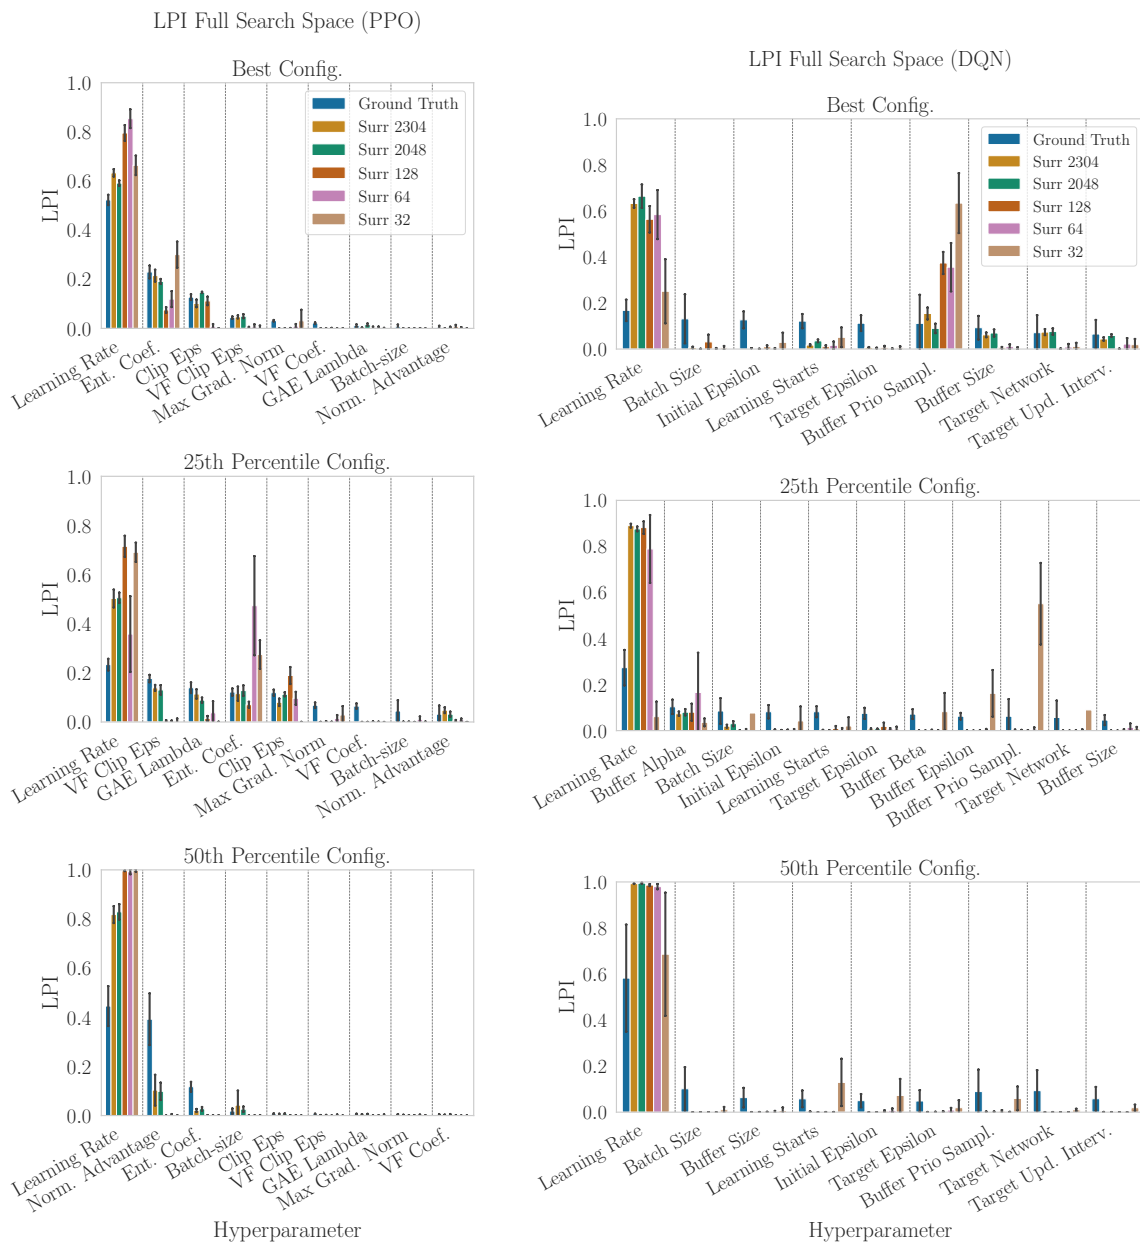 LPI Full Search Space (PPO)
Best Config.
1.0
0.8
0.6
0.4
0.2
0.0
LPI
Ground Truth
Surr 2304
Surr 2048
Surr 128
Surr 64
Surr 32
Learning Rate
Ent. Coef.
Clip Eps
VF Clip Eps
Max Grad. Norm
VF Coef.
GAE Lambda
Batch-size
Norm. Advantage
25th Percentile Config.
1.0
0.8
0.6
0.4
0.2
0.0
LPI
Learning Rate
VF Clip Eps
GAE Lambda
Ent. Coef.
Clip Eps
Max Grad. Norm
VF Coef.
Batch-size
Norm. Advantage
50th Percentile Config.
1.0
0.8
0.6
0.4
0.2
0.0
LPI
Learning Rate
Norm. Advantage
Ent. Coef.
Batch-size
Clip Eps
VF Clip Eps
GAE Lambda
Max Grad. Norm
VF Coef.
Hyperparameter
LPI Full Search Space (DQN)
Best Config.
1.0
0.8
0.6
0.4
0.2
0.0
LPI
Ground Truth
Surr 2304
Surr 2048
Surr 128
Surr 64
Surr 32
Learning Rate
Batch Size
Initial Epsilon
Learning Starts
Target Epsilon
Buffer Prio Sampl.
Buffer Size
Target Network
Target Upd. Interv.
25th Percentile Config.
1.0
0.8
0.6
0.4
0.2
0.0
LPI
Learning Rate
Buffer Alpha
Batch Size
Initial Epsilon
Learning Starts
Target Epsilon
Buffer Beta
Buffer Epsilon
Buffer Prio Sampl.
Target Network
Buffer Size
50th Percentile Config.
1.0
0.8
0.6
0.4
0.2
0.0
LPI
Learning Rate
Batch Size
Buffer Size
Learning Starts
Initial Epsilon
Target Epsilon
Buffer Prio Sampl.
Target Network
Target Upd. Interv.
Hyperparameter